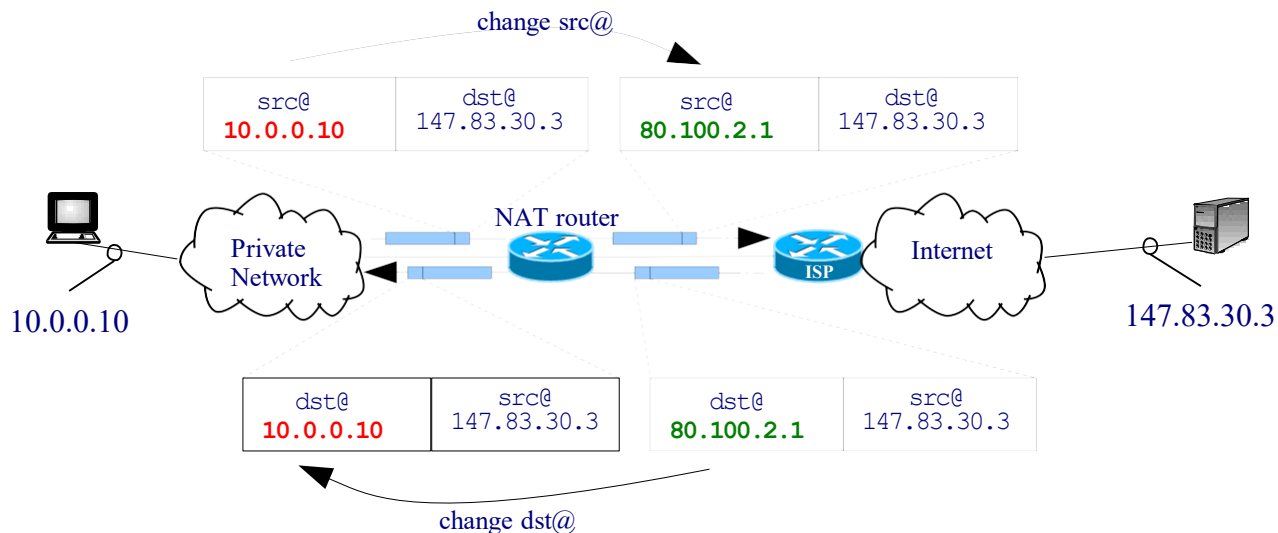 change src@
src@
10.0.0.10
dst@
147.83.30.3
src@
80.100.2.1
dst@
147.83.30.3
NAT router
Private
Network
Internet
ISP
10.0.0.10
147.83.30.3
dst@
10.0.0.10
src@
147.83.30.3
dst@
80.100.2.1
src@
147.83.30.3
change dst@